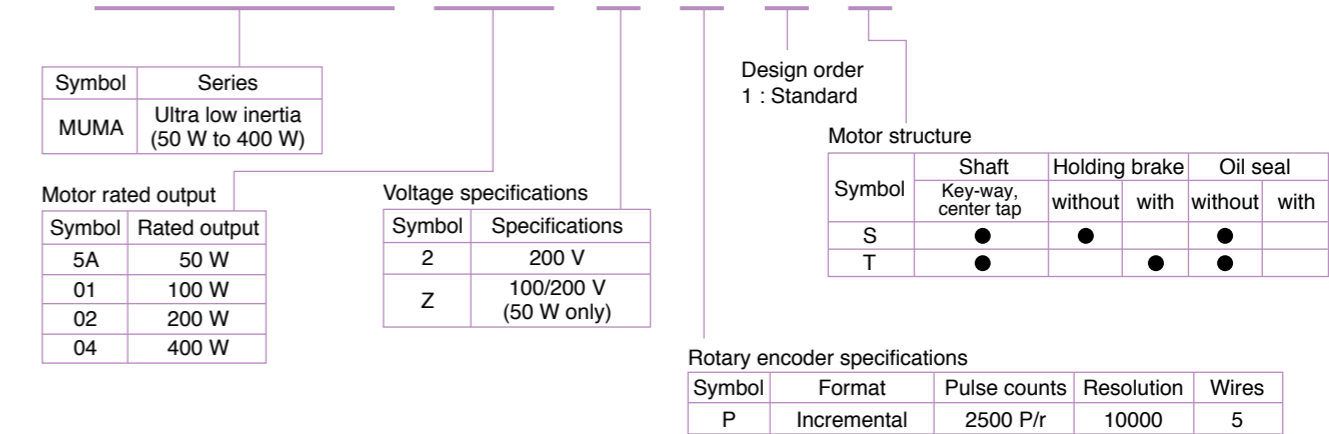 Symbol Series
MUMA Ultra low inertia
(50 W to 400 W)
Motor rated output
Symbol Rated output
5A 50 W
01 100 W
02 200 W
04 400 W
Voltage specifications
Symbol Specifications
2 200 V
Z 100/200 V
(50 W only)
Design order
1 : Standard
Motor structure
Symbol Shaft Holding brake Oil seal
Key-way, center tap without with without with
S ● ● ●
T ● ● ●
Rotary encoder specifications
Symbol Format Pulse counts Resolution Wires
P Incremental 2500 P/r 10000 5